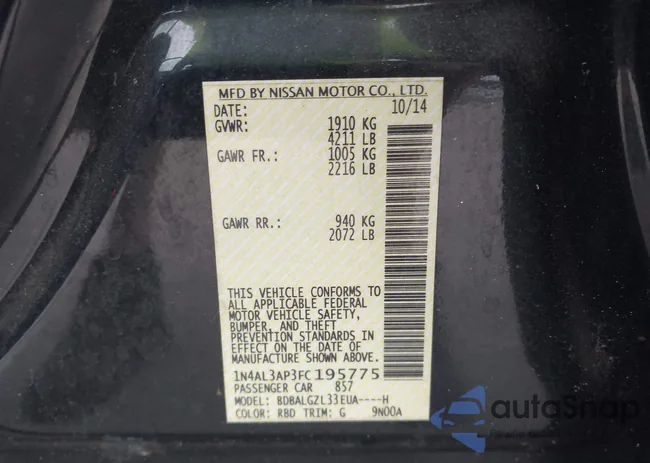 MFD BY NISSAN MOTOR CO., LTD.
DATE: 10/14
GVWR: 1910 KG
4211 LB
GAWR FR.: 1005 KG
2216 LB
GAWR RR.: 940 KG
2072 LB
THIS VEHICLE CONFORMS TO
ALL APPLICABLE FEDERAL
MOTOR VEHICLE SAFETY,
BUMPER, AND THEFT
PREVENTION STANDARDS IN
EFFECT ON THE DATE OF
MANUFACTURE SHOWN ABOVE.
1N4AL3AP3FC195775
PASSENGER CAR 857
MODEL: BDBALGZL33EUA----H
COLOR: RBD TRIM: G 9N00A
autoSnap